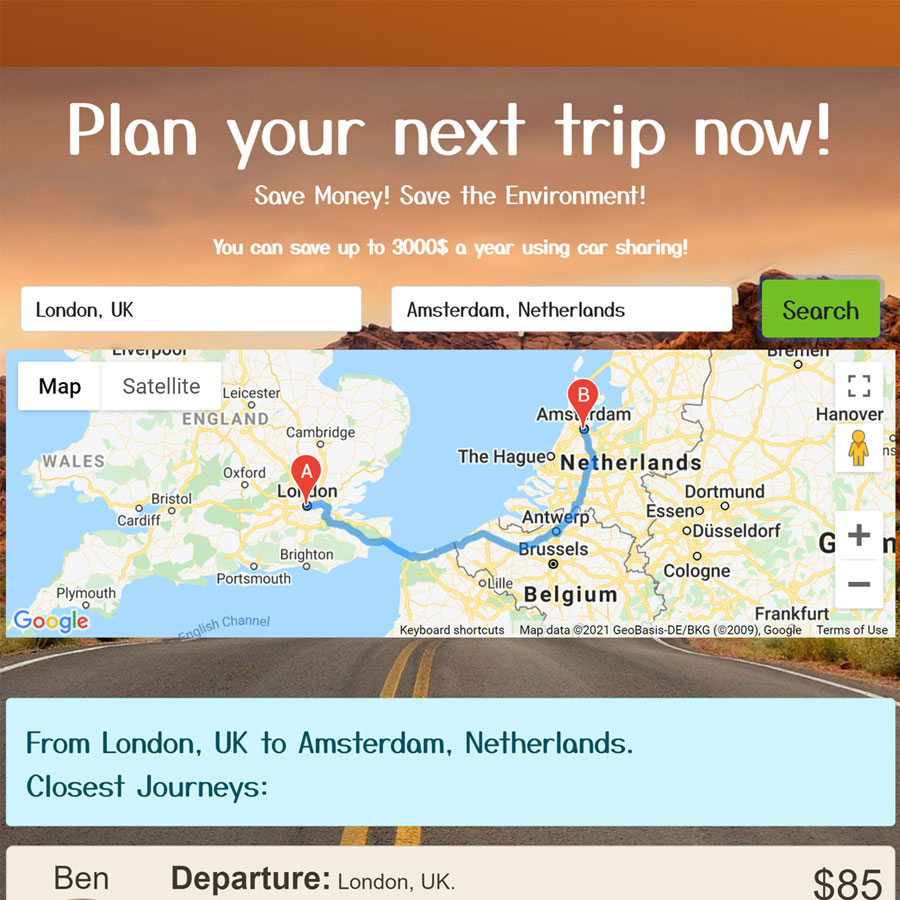 Plan your next trip now!
Save Money! Save the Environment!
You can save up to 3000$ a year using car sharing!
London, UK
Amsterdam, Netherlands
Search
Map
Satellite
Liverpool
Bremen
Leicester
ENGLAND
Cambridge
WALES
Oxford
A
London
Bristol
Cardiff
Brighton
Portsmouth
Plymouth
English Channel
B
Hanover
The Hague
Netherlands
Dortmund
Essen
Düsseldorf
Antwerp
Brussels
Cologne
Lille
Belgium
Frankfurt
Google
Keyboard shortcuts
Map data ©2021 GeoBasis-DE/BKG (©2009), Google
Terms of Use
From London, UK to Amsterdam, Netherlands.
Closest Journeys:
Ben
Departure: London, UK.
$85